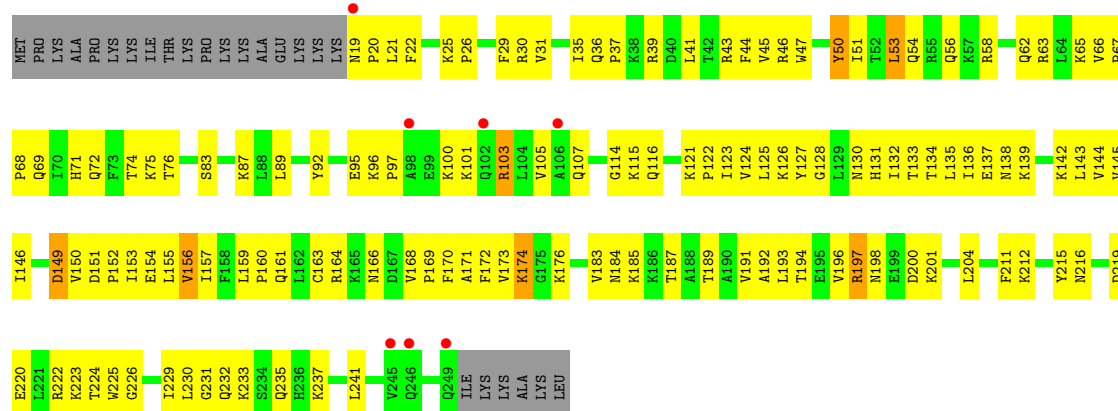 MET PRO LYS ALA PRO LYS LYS ILE THR LYS PRO LYS LYS ALA GLU LYS LYS LYS N19 P20 L21 F22 K25 P26 F29 R30 V31 I35 Q36 P37 K38 R39 D40 L41 T42 R43 F44 V45 R46 W47 Y50 I51 T52 L53 Q54 R55 Q56 K57 R58 Q62 R63 L64 K65 V66 P67
P68 Q69 I70 H71 Q72 F73 T74 K75 T76 S83 K87 L88 L89 Y92 E95 K96 P97 A98 E99 K100 K101 Q102 R103 L104 V105 A106 Q107 G114 K115 Q116 K121 P122 I123 V124 L125 K126 Y127 G128 L129 N130 H131 I132 T133 T134 L135 I136 E137 N138 K139 K142 L143 V144 V145
I146 D149 V150 D151 P152 I153 E154 L155 V156 I157 F158 L159 P160 Q161 L162 C163 R164 K165 N166 D167 V168 P169 F170 A171 F172 V173 K174 G175 K176 V183 N184 K185 K186 T187 A188 T189 A190 V191 A192 L193 T194 E195 V196 R197 N198 E199 D200 K201 L204 F211 K212 Y215 N216 D219
E220 L221 R222 K223 T224 W225 G226 I229 L230 G231 Q232 K233 S234 Q235 H236 K237 L241 V245 Q246 Q249 ILE LYS LYS ALA LYS LEU